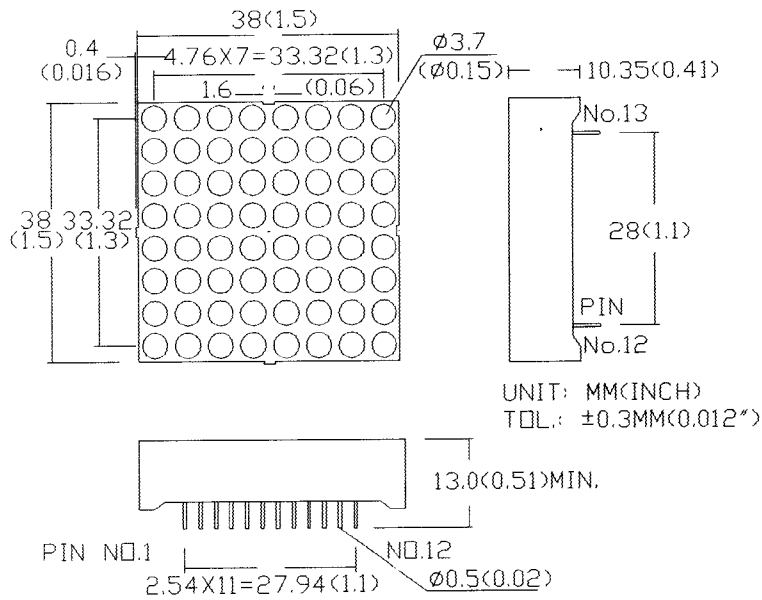 38(1.5)
0.4
(0.016)
4.76X7=33.32(1.3)
Ø3.7
(Ø0.15)
10.35(0.41)
1.6
(0.06)
No.13
38
(1.5)
33.32
(1.3)
28(1.1)
PIN
No.12
UNIT: MM(INCH)
TOL.: ±0.3MM(0.012")
13.0(0.51)MIN.
PIN NO.1
NO.12
2.54X11=27.94(1.1)
Ø0.5(0.02)